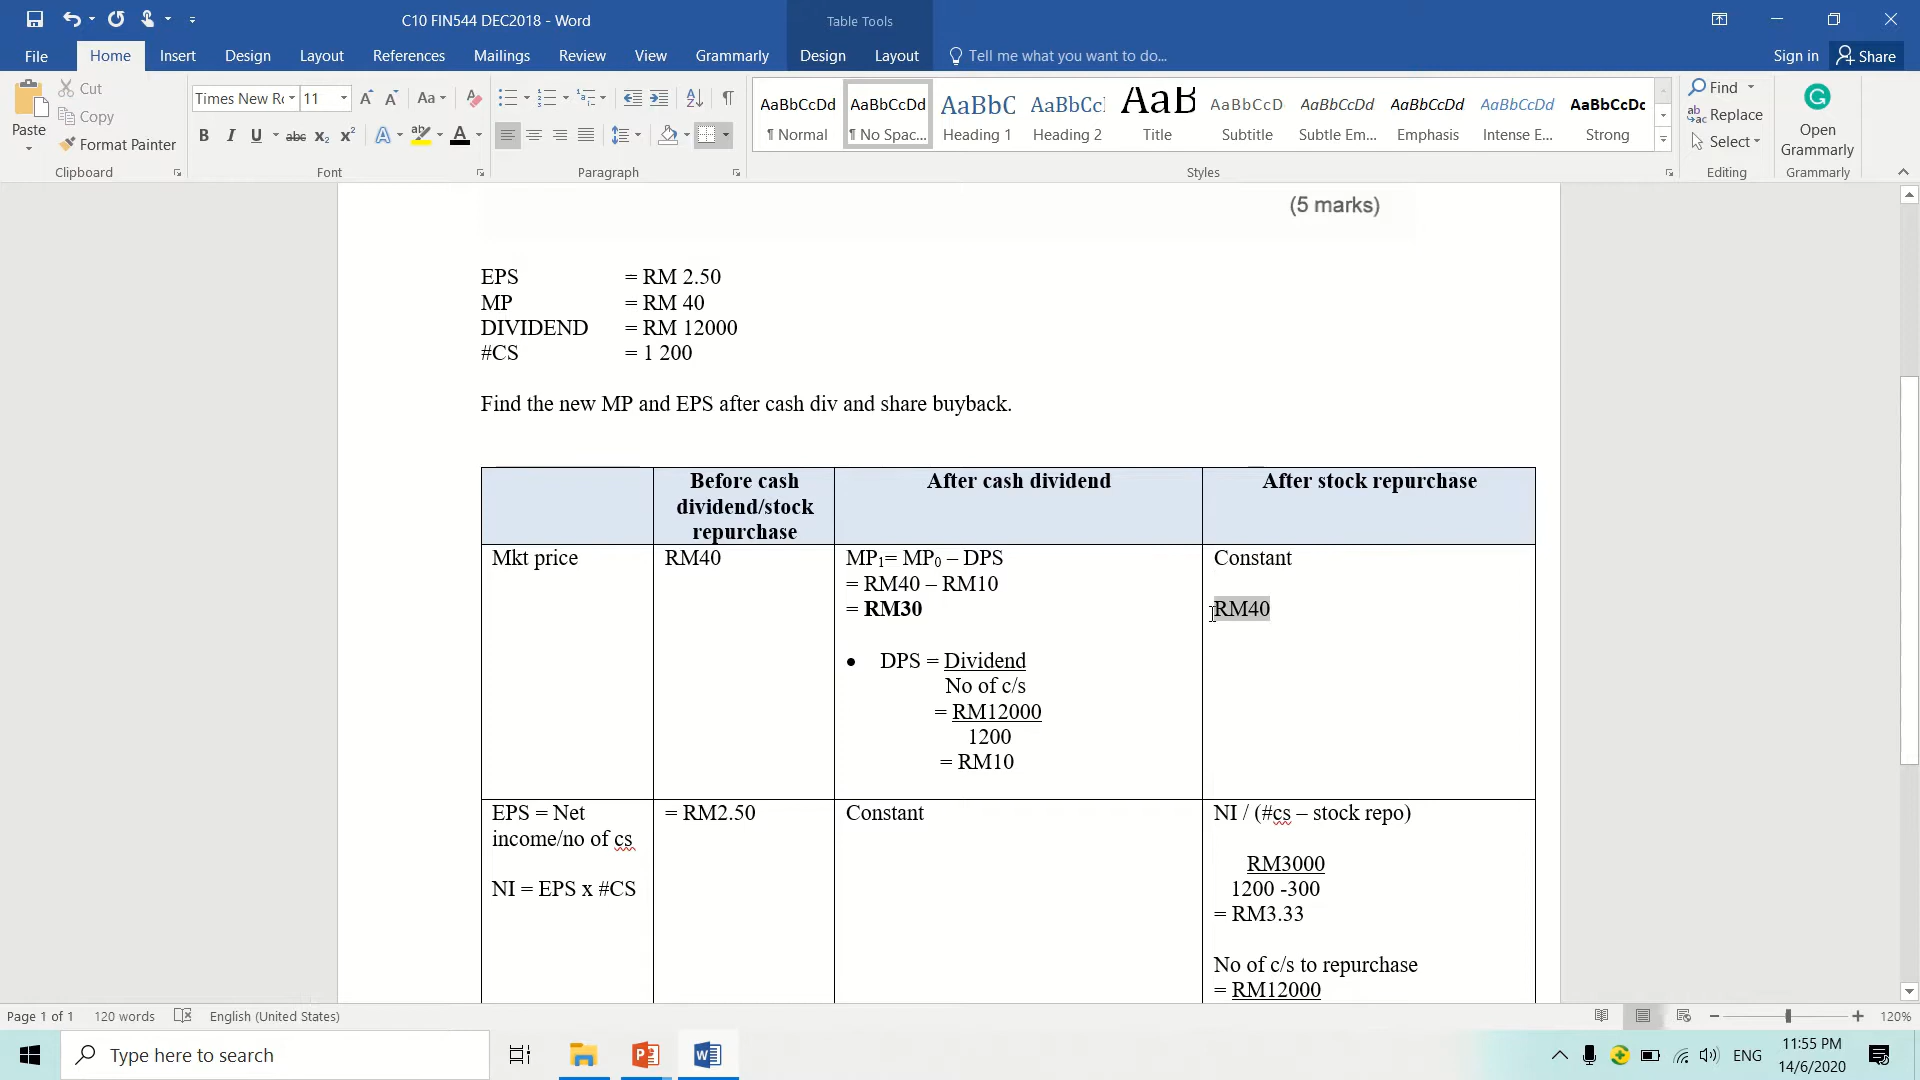 C10 FIN544 DEC2018 - Word
Table Tools
File
Home
Insert
Design
Layout
References
Mailings
Review
View
Grammarly
Design
Layout
Tell me what you want to do...
Sign in
Share
Paste
Cut
Copy
Format Painter
Clipboard
Times New Ro
11
Font
Paragraph
AaBbCcDd
¶ Normal
AaBbCcDd
¶ No Spac...
AaBbC
Heading 1
AaBbCc
Heading 2
AaB
Title
AaBbCcD
Subtitle
AaBbCcDd
Subtle Em...
AaBbCcDd
Emphasis
AaBbCcDd
Intense E...
AaBbCcDc
Strong
Styles
Find
Replace
Select
Editing
Open
Grammarly
Grammarly
(5 marks)
EPS = RM 2.50
MP = RM 40
DIVIDEND = RM 12000
#CS = 1 200
Find the new MP and EPS after cash div and share buyback.
Before cash
dividend/stock
repurchase
After cash dividend
After stock repurchase
Mkt price
RM40
MP1= MP0 – DPS
= RM40 – RM10
= RM30
• DPS = Dividend
No of c/s
= RM12000
1200
= RM10
Constant
RM40
EPS = Net
income/no of cs
NI = EPS x #CS
= RM2.50
Constant
NI / (#cs – stock repo)
RM3000
1200 -300
= RM3.33
No of c/s to repurchase
= RM12000
Page 1 of 1
120 words
English (United States)
120%
Type here to search
ENG
11:55 PM
14/6/2020